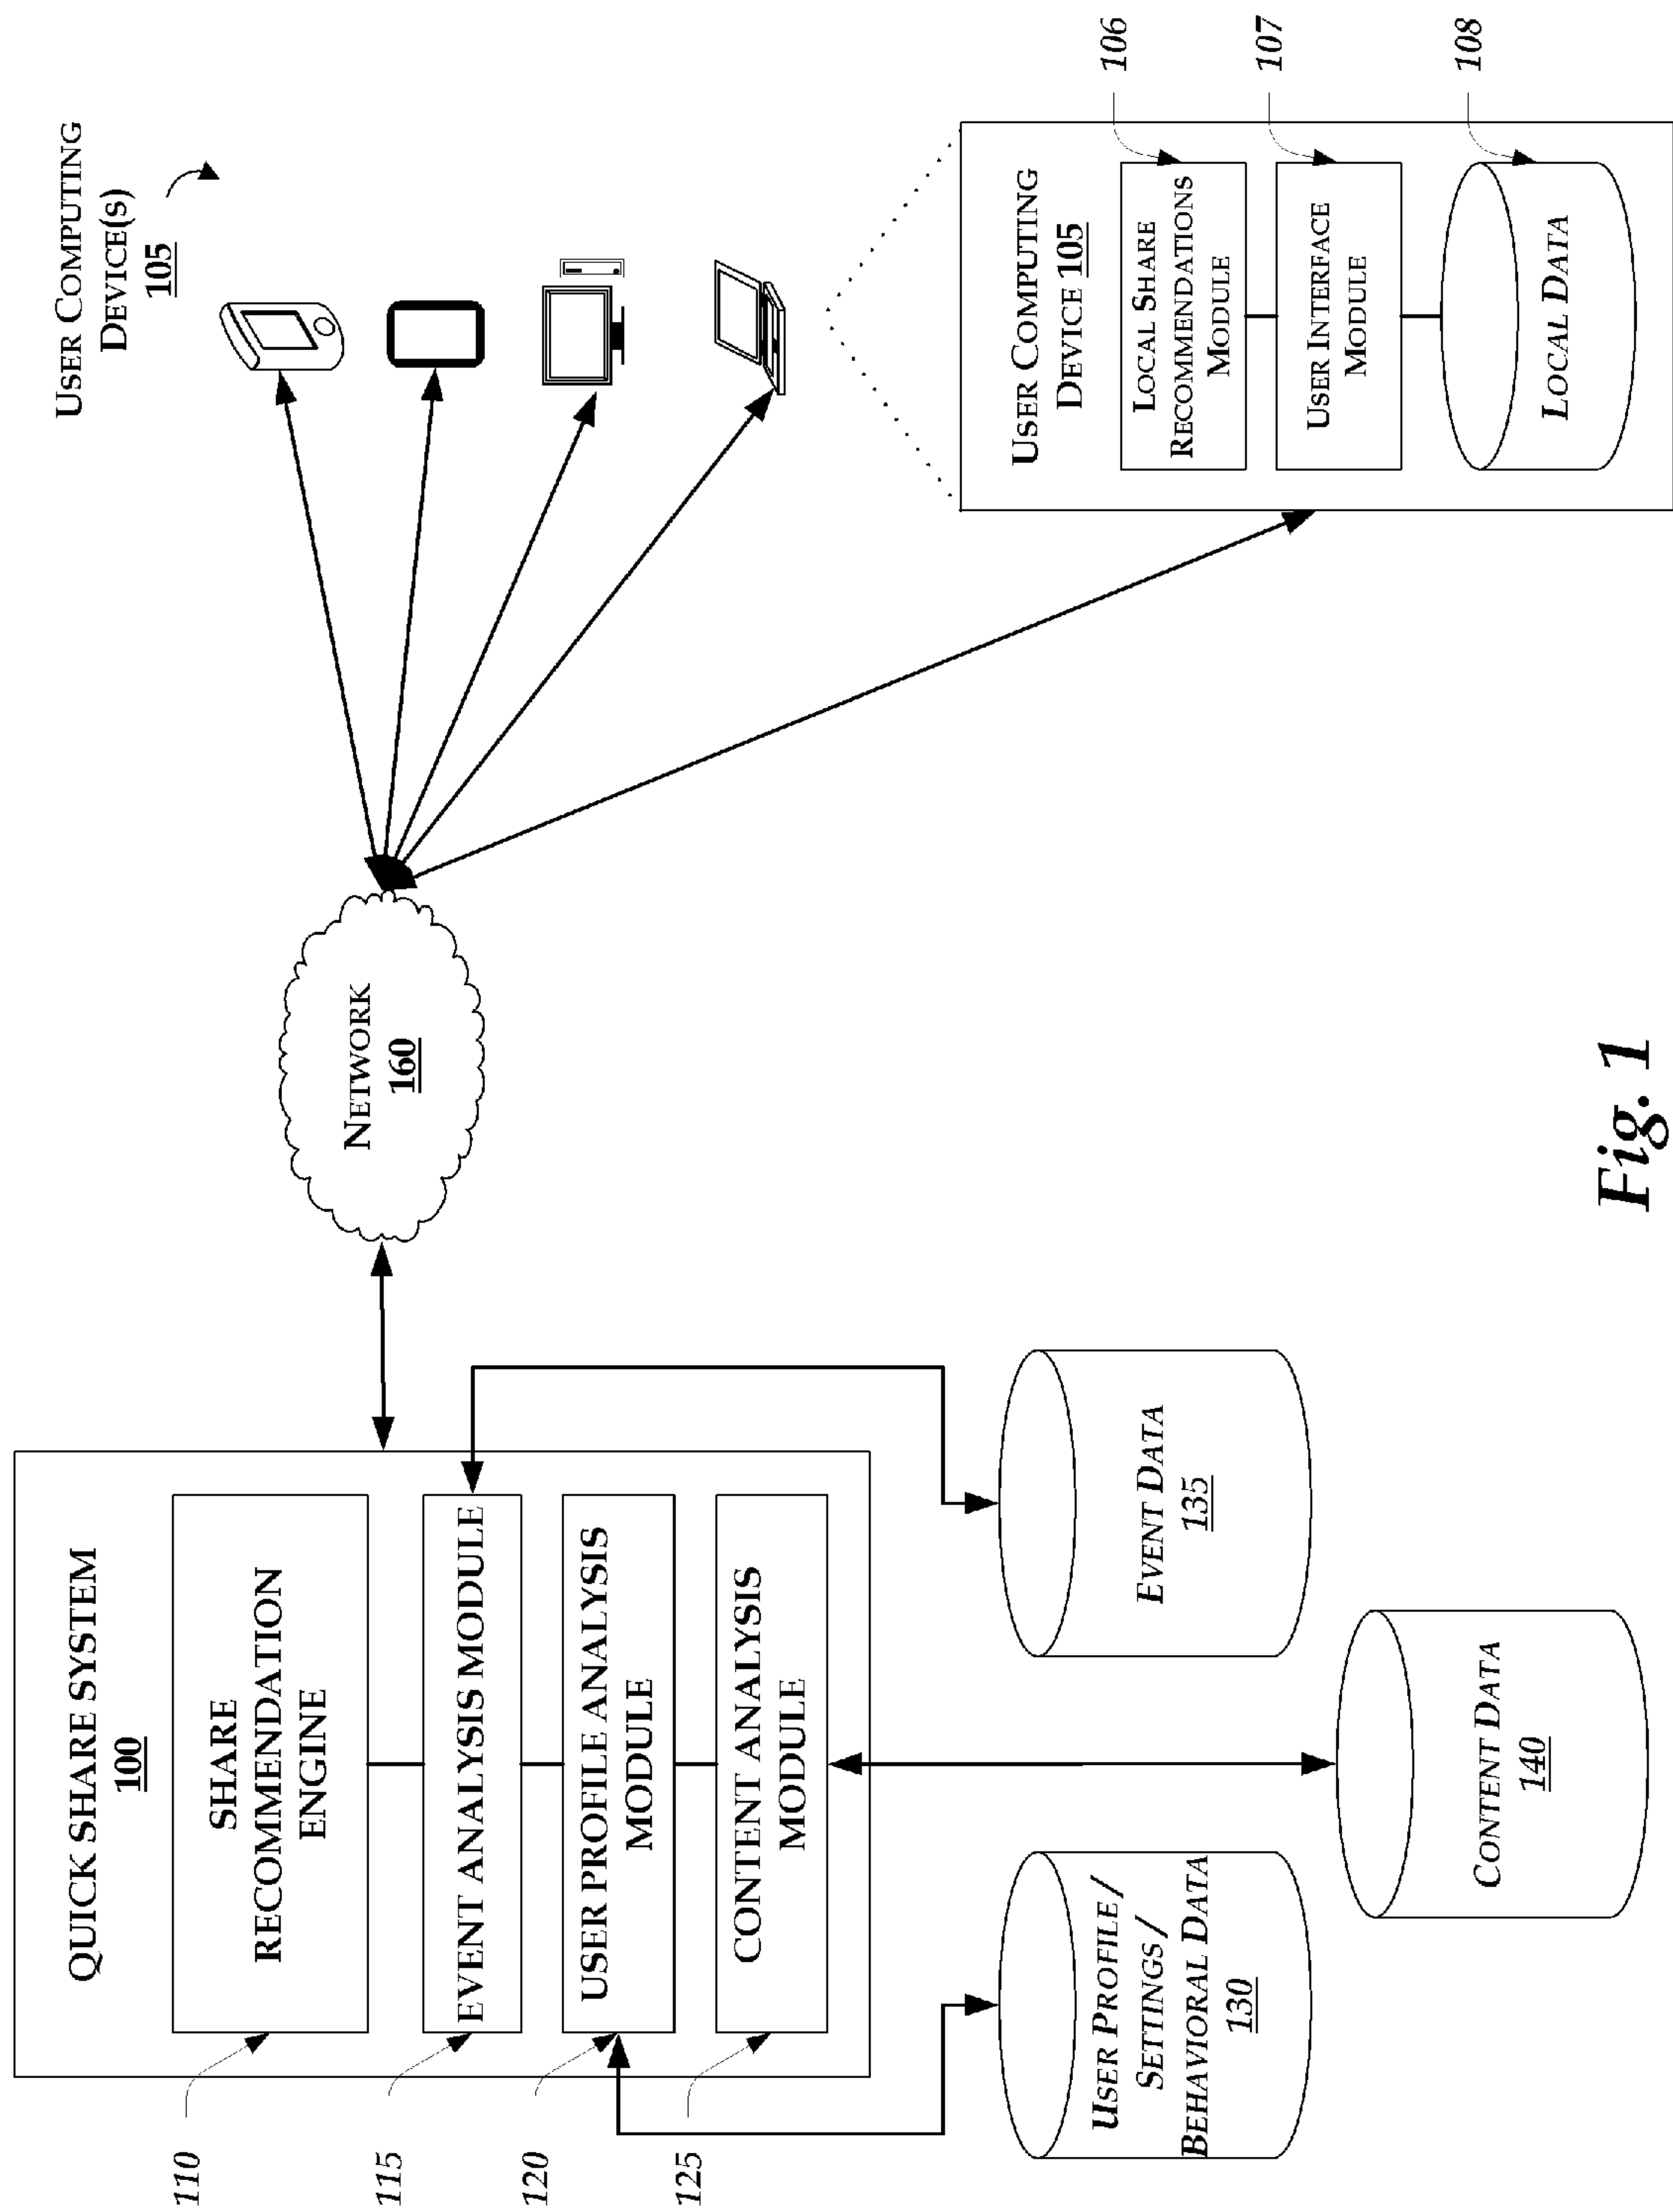 QUICK SHARE SYSTEM
100
SHARE
RECOMMENDATION
ENGINE
110
EVENT ANALYSIS MODULE
115
USER PROFILE ANALYSIS
MODULE
120
CONTENT ANALYSIS
MODULE
125
USER PROFILE /
SETTINGS /
BEHAVIORAL DATA
130
CONTENT DATA
140
EVENT DATA
135
NETWORK
160
USER COMPUTING
DEVICE(S)
105
USER COMPUTING
DEVICE 105
LOCAL SHARE
RECOMMENDATIONS
MODULE
106
USER INTERFACE
MODULE
107
LOCAL DATA
108
Fig. 1